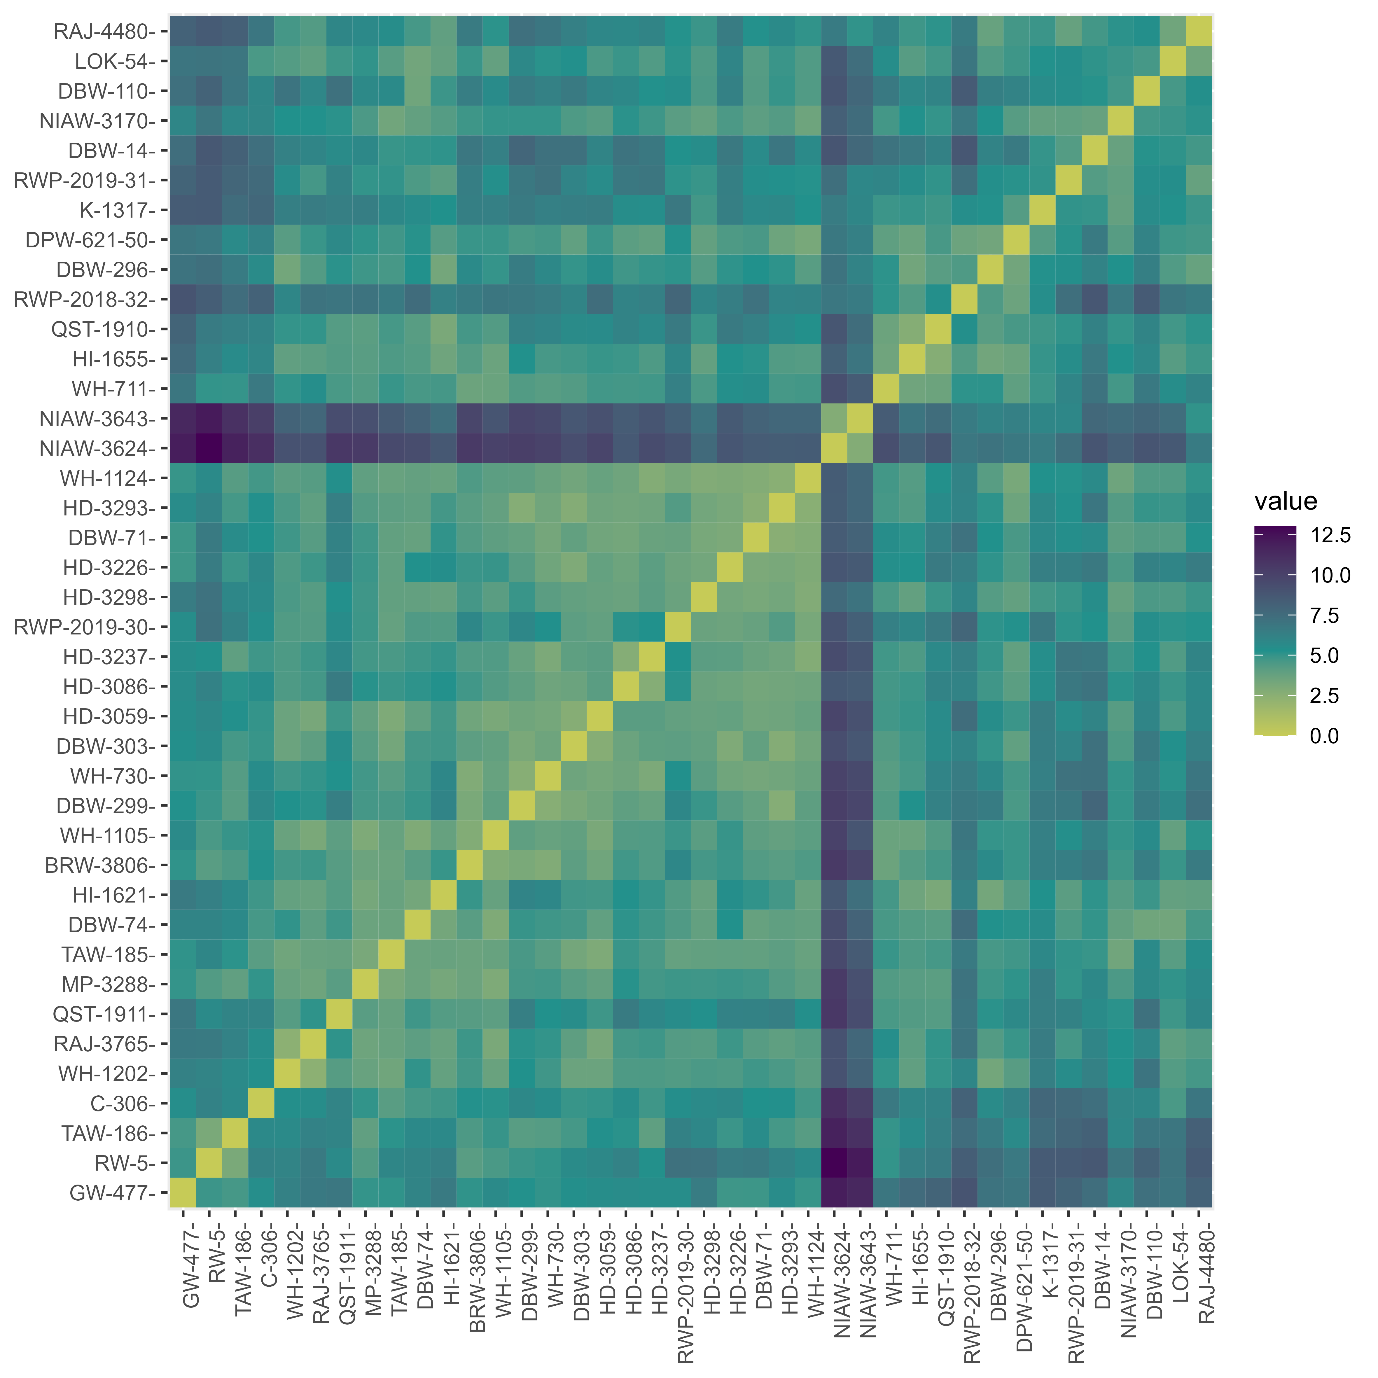 RAJ-4480-
LOK-54-
DBW-110-
NIAW-3170-
DBW-14-
RWP-2019-31-
K-1317-
DPW-621-50-
DBW-296-
RWP-2018-32-
QST-1910-
HI-1655-
WH-711-
NIAW-3643-
NIAW-3624-
WH-1124-
HD-3293-
DBW-71-
HD-3226-
HD-3298-
RWP-2019-30-
HD-3237-
HD-3086-
HD-3059-
DBW-303-
WH-730-
DBW-299-
WH-1105-
BRW-3806-
HI-1621-
DBW-74-
TAW-185-
MP-3288-
QST-1911-
RAJ-3765-
WH-1202-
C-306-
TAW-186-
RW-5-
GW-477-
GW-477-
RW-5-
TAW-186-
C-306-
WH-1202-
RAJ-3765-
QST-1911-
MP-3288-
TAW-185-
DBW-74-
HI-1621-
BRW-3806-
WH-1105-
DBW-299-
WH-730-
DBW-303-
HD-3059-
HD-3086-
HD-3237-
RWP-2019-30-
HD-3298-
HD-3226-
DBW-71-
HD-3293-
WH-1124-
NIAW-3624-
NIAW-3643-
WH-711-
HI-1655-
QST-1910-
RWP-2018-32-
DBW-296-
DPW-621-50-
K-1317-
RWP-2019-31-
DBW-14-
NIAW-3170-
DBW-110-
LOK-54-
RAJ-4480-
value
12.5
10.0
7.5
5.0
2.5
0.0